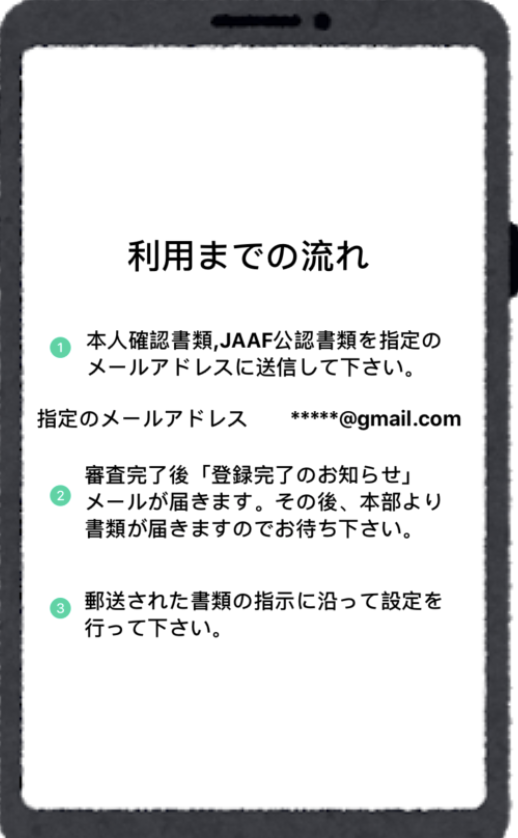 利用までの流れ
1 本人確認書類,JAAF公認書類を指定の
メールアドレスに送信して下さい。
指定のメールアドレス *****@gmail.com
審査完了後「登録完了のお知らせ」
2 メールが届きます。その後、本部より
書類が届きますのでお待ち下さい。
3 郵送された書類の指示に沿って設定を
行って下さい。